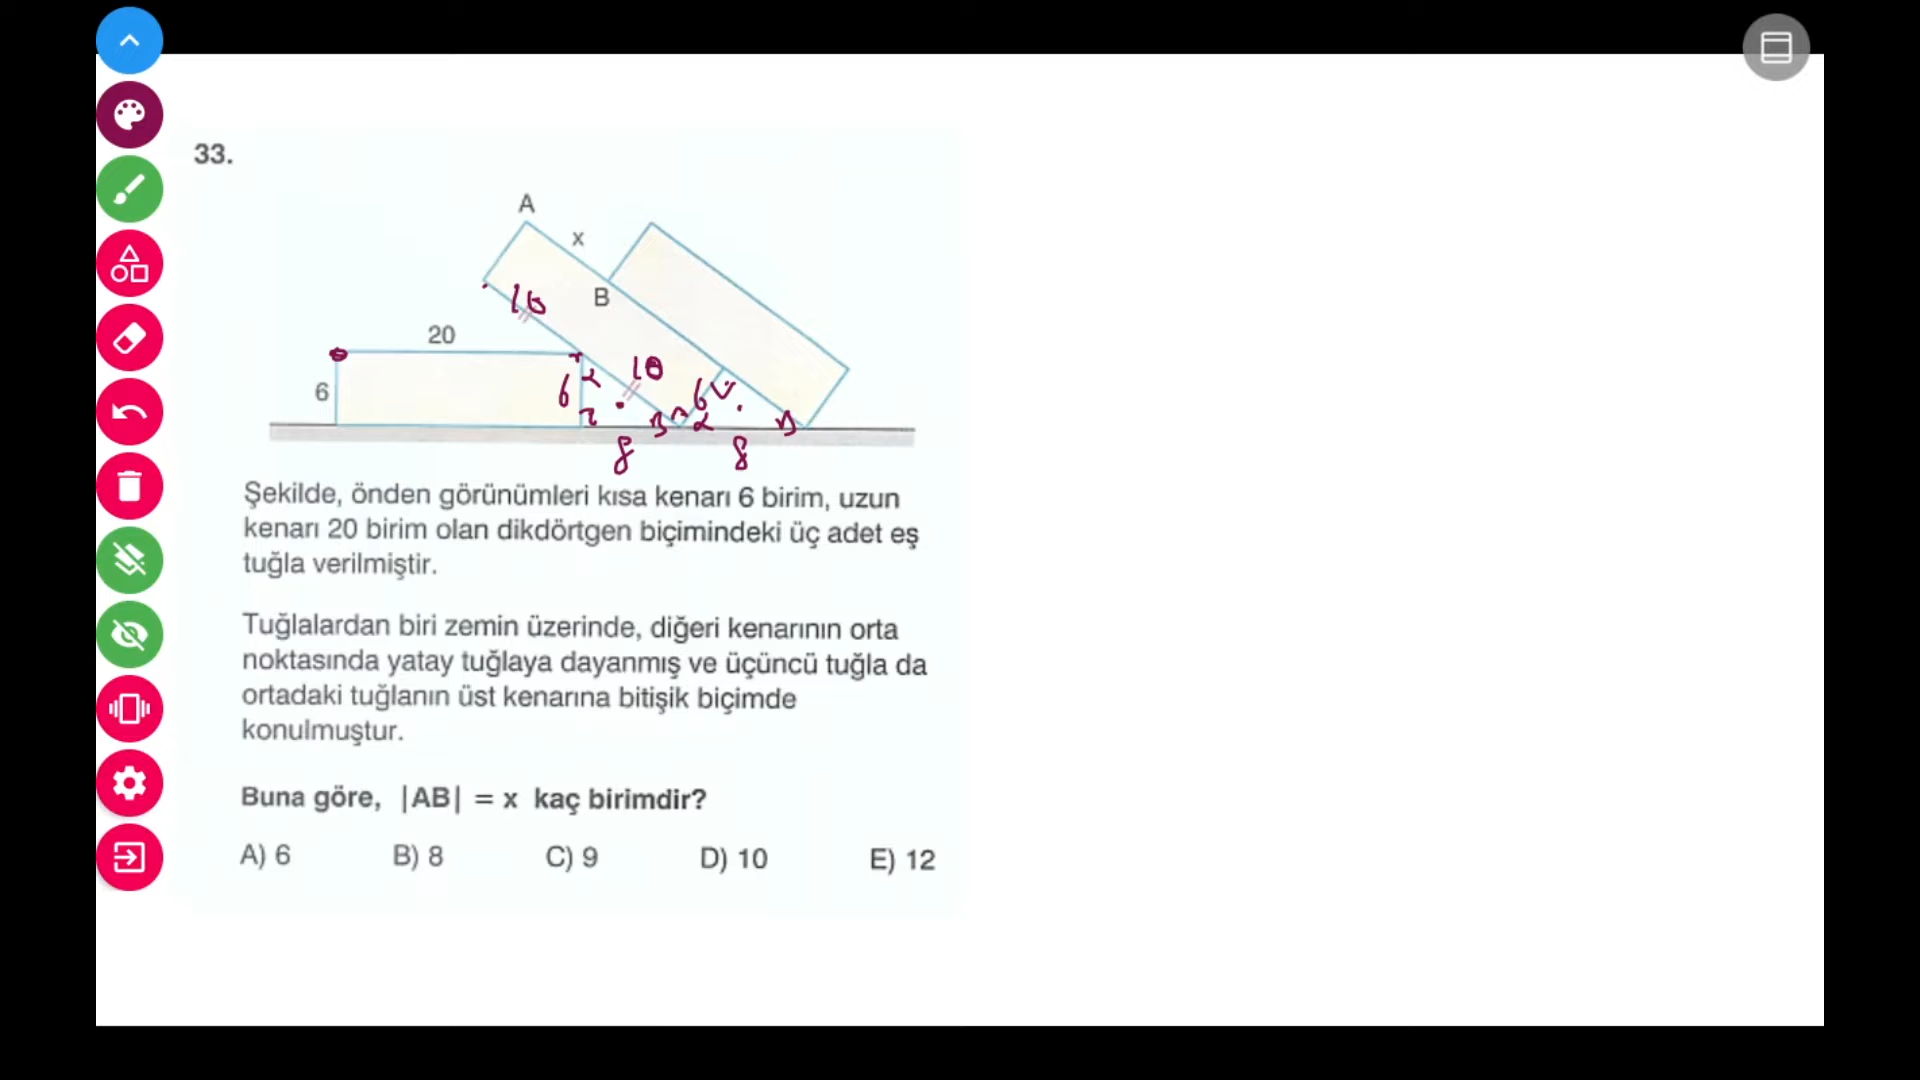 33.
A
x
B
10
20
10
6
6
6
8
8
Şekilde, önden görünümleri kısa kenarı 6 birim, uzun
kenarı 20 birim olan dikdörtgen biçimindeki üç adet eş
tuğla verilmiştir.
Tuğlalardan biri zemin üzerinde, diğeri kenarının orta
noktasında yatay tuğlaya dayanmış ve üçüncü tuğla da
ortadaki tuğlanın üst kenarına bitişik biçimde
konulmuştur.
Buna göre, |AB| = x kaç birimdir?
A) 6 B) 8 C) 9 D) 10 E) 12